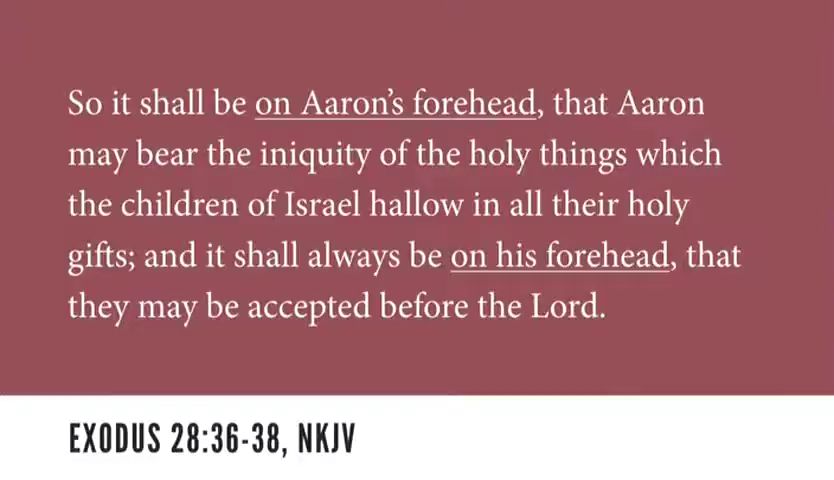 So it shall be on Aaron’s forehead, that Aaron
may bear the iniquity of the holy things which
the children of Israel hallow in all their holy
gifts; and it shall always be on his forehead, that
they may be accepted before the Lord.
EXODUS 28:36-38, NKJV